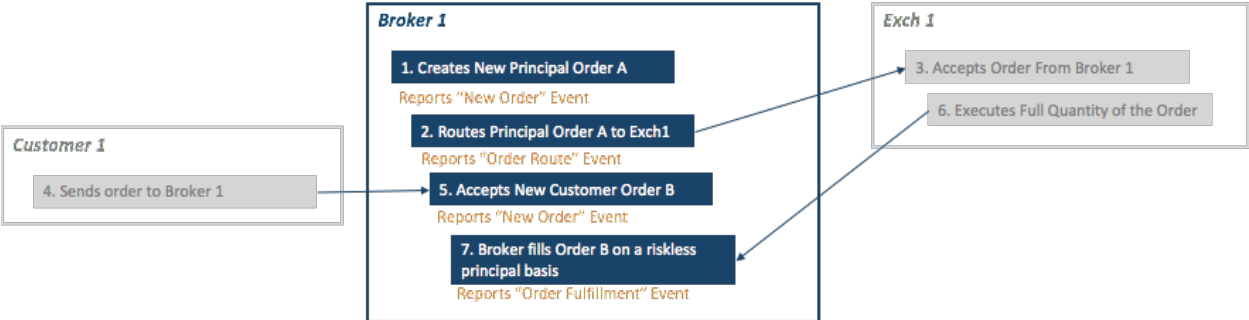 Broker 1
1. Creates New Principal Order A
Reports "New Order" Event
2. Routes Principal Order A to Exch1
Reports "Order Route" Event
Customer 1
4. Sends order to Broker 1
5. Accepts New Customer Order B
Reports "New Order" Event
7. Broker fills Order B on a riskless
principal basis
Reports "Order Fulfillment" Event
Exch 1
3. Accepts Order From Broker 1
6. Executes Full Quantity of the Order